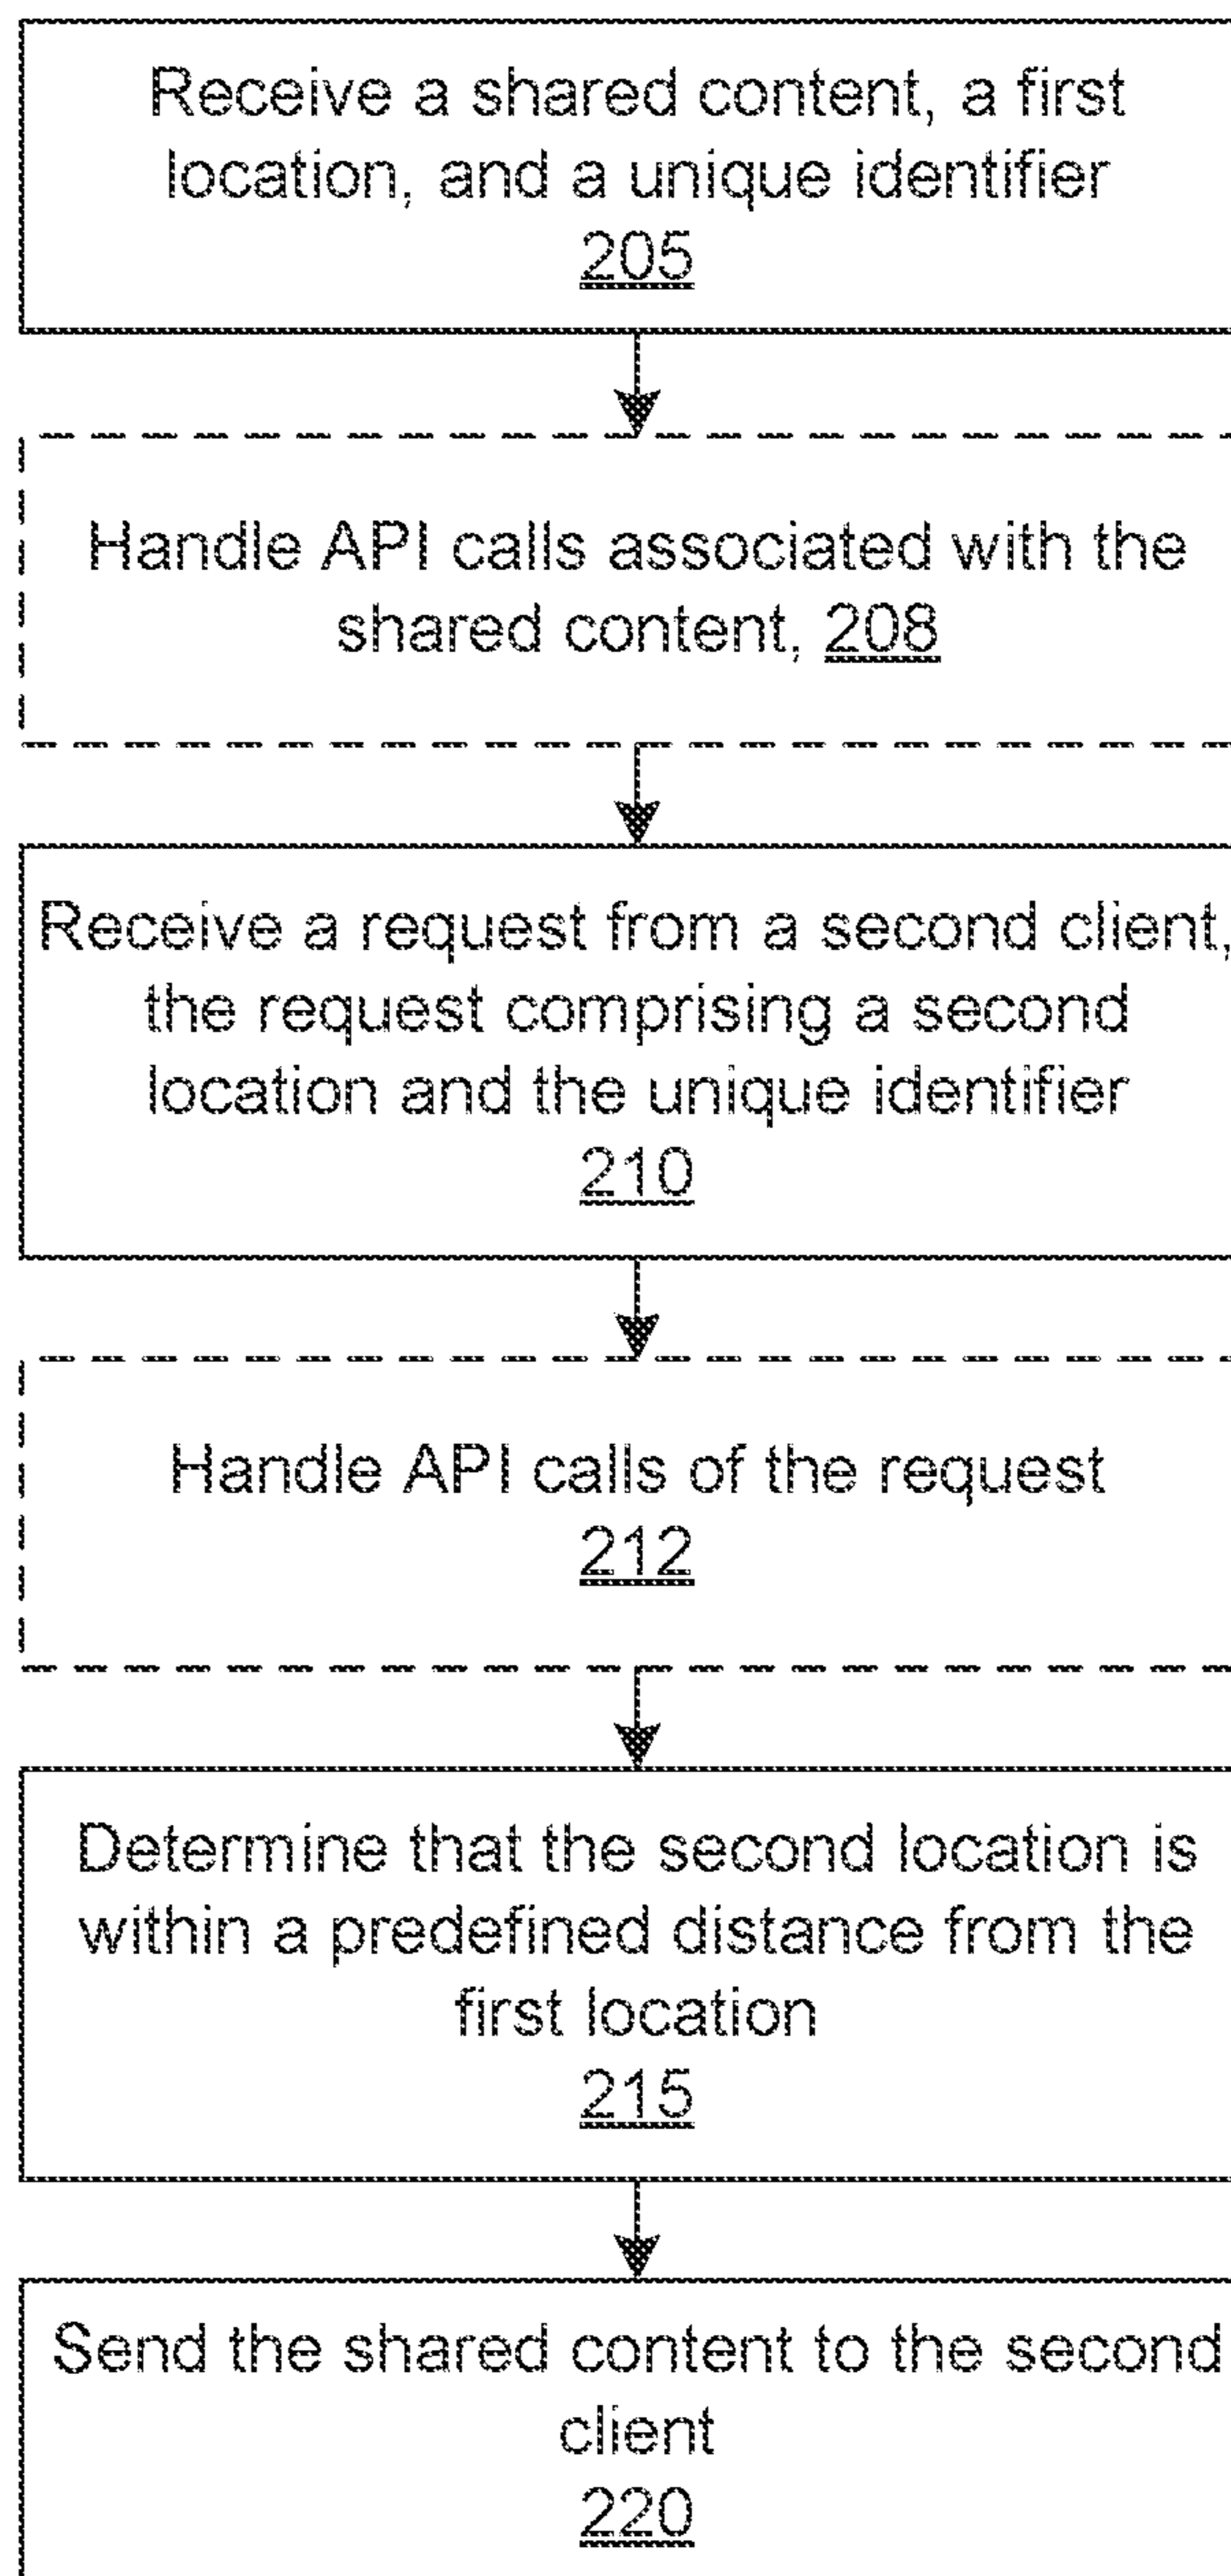 Receive a shared content, a first
location, and a unique identifier
205
Handle API calls associated with the
shared content, 208
Receive a request from a second client,
the request comprising a second
location and the unique identifier
210
Handle API calls of the request
212
Determine that the second location is
within a predefined distance from the
first location
215
Send the shared content to the second
client
220